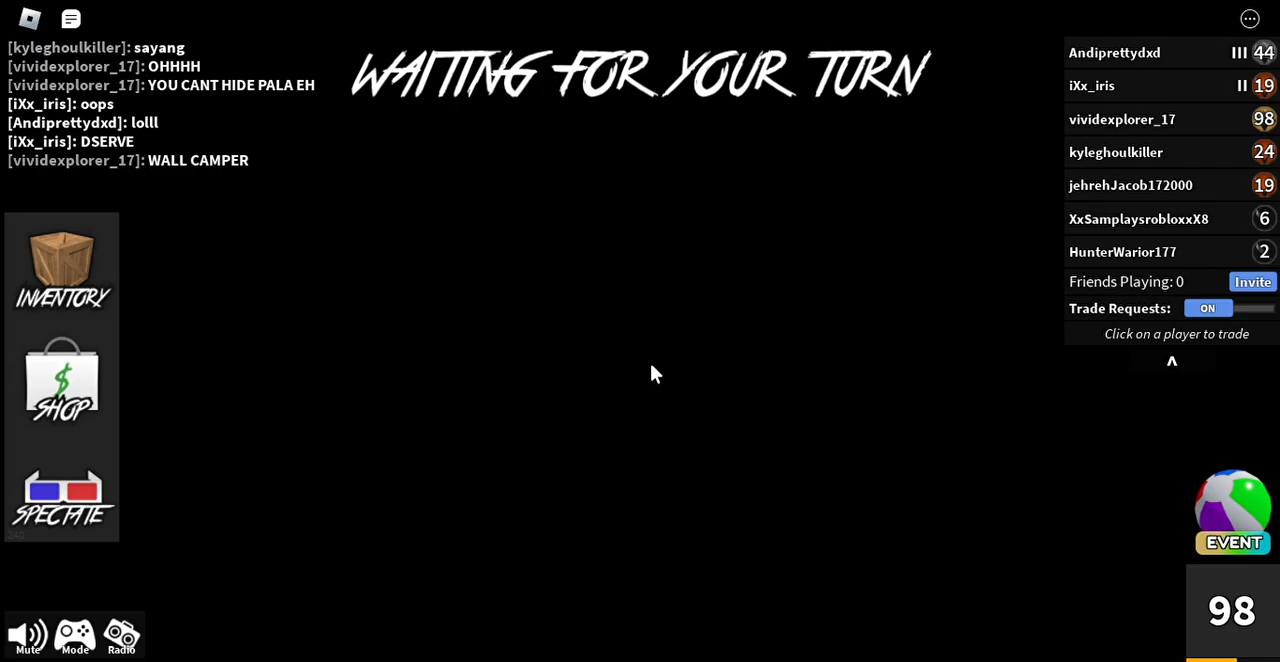 [kyleghoulkiller]: sayang
[vividexplorer_17]: OHHHH
[vividexplorer_17]: YOU CANT HIDE PALA EH
[iXx_iris]: oops
[Andiprettydxd]: lolll
[iXx_iris]: DSERVE
[vividexplorer_17]: WALL CAMPER
WAITING FOR YOUR TURN
Andiprettydxd III 44
iXx_iris II 19
vividexplorer_17 98
kyleghoulkiller 24
jehrehJacob172000 19
XxSamplaysrobloxxX8 6
HunterWarior177 2
Friends Playing: 0 Invite
Trade Requests: ON
Click on a player to trade
INVENTORY
$
SHOP
SPECTATE
240
EVENT
98
Mute Mode Radio